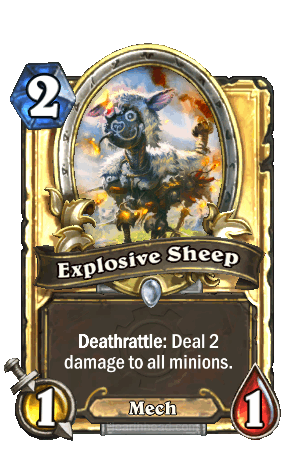 2
Explosive Sheep
Deathrattle: Deal 2
damage to all minions.
1
Mech
1